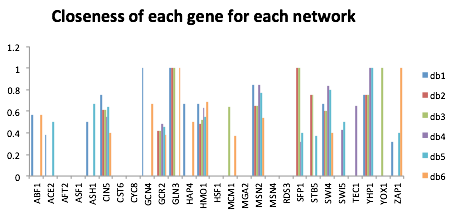 Closeness of each gene for each network
1.2
1
0.8
0.6
0.4
0.2
0
ABF1
ACE2
AFT2
ASF1
ASH1
CIN5
CST6
CYC8
GCN4
GCR2
GLN3
HAP4
HMO1
HSF1
MCM1
MGA2
MSN2
MSN4
RDS3
SFP1
STB5
SWI4
SWI5
TEC1
YHP1
YOX1
ZAP1
db1
db2
db3
db4
db5
db6